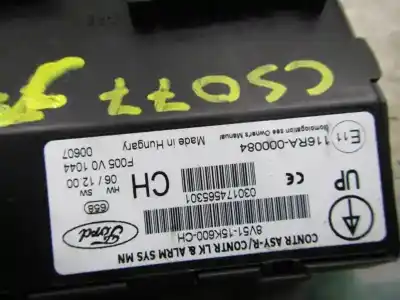 CONTR ASY-R/ CONTR LK & ALRM SYS MN
8V51-15K600-CH
Ford
UP
CE
03017456530​1
CH
658
HW SW
06 / 12.00
F005 V0 1044
00607
E11
116RA-000084
Homologation see Owner's Manual
Made in Hungary
CS077